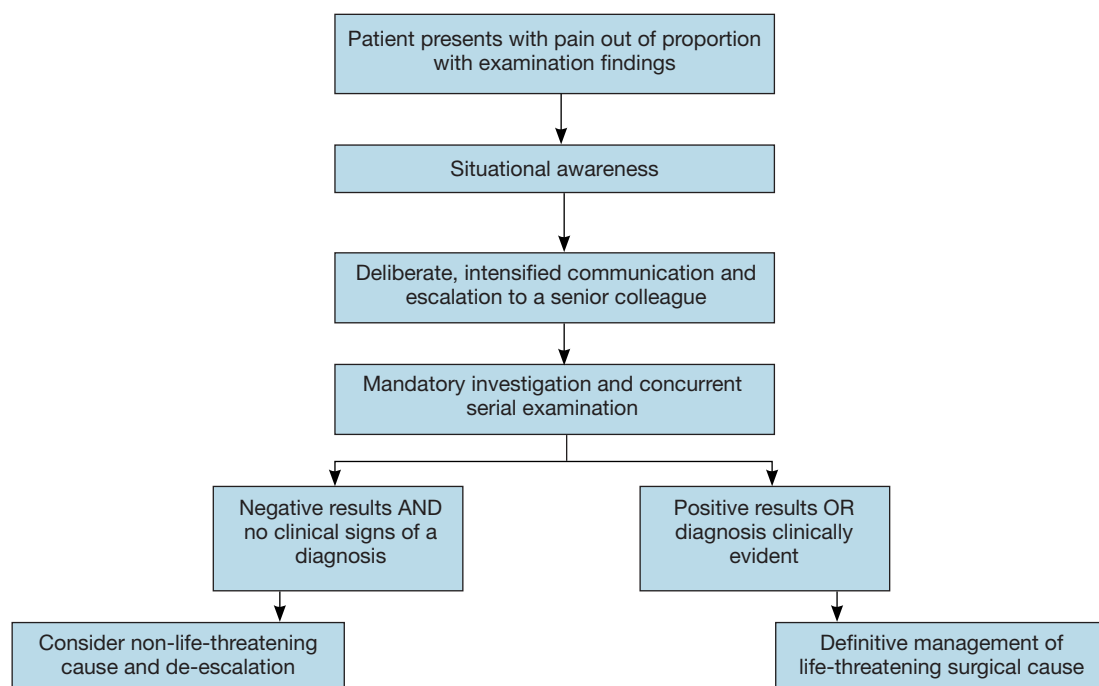 Patient presents with pain out of proportion
with examination findings
Situational awareness
Deliberate, intensified communication and
escalation to a senior colleague
Mandatory investigation and concurrent
serial examination
Negative results AND
no clinical signs of a
diagnosis
Positive results OR
diagnosis clinically
evident
Consider non-life-threatening
cause and de-escalation
Definitive management of
life-threatening surgical cause